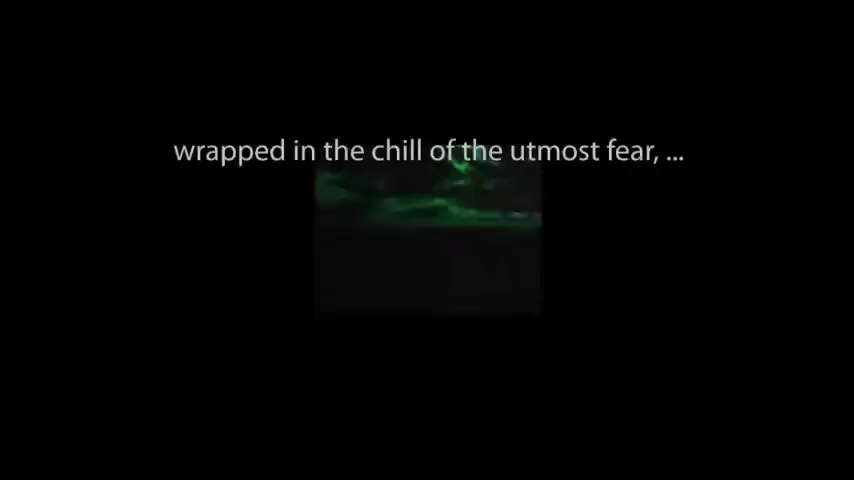 wrapped in the chill of the utmost fear, ...